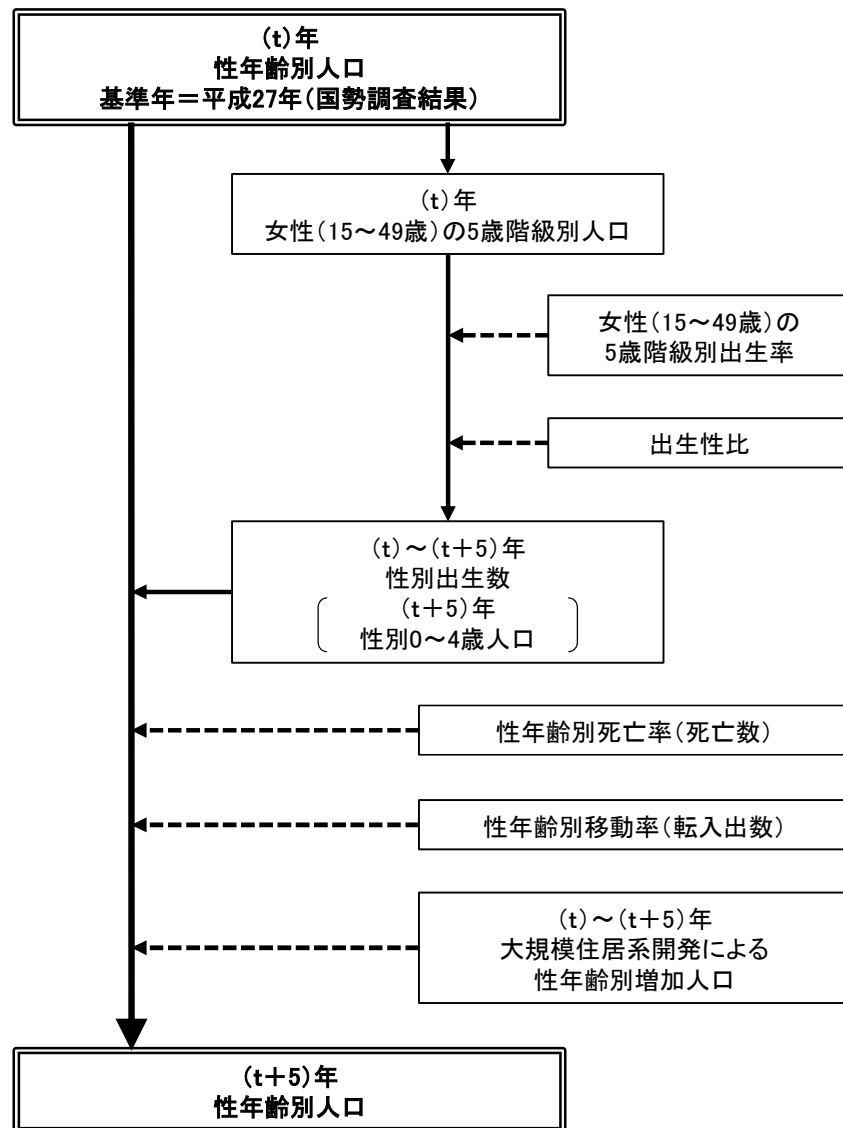 (t)年
性年齢別人口
基準年＝平成27年(国勢調査結果)
(t)年
女性(15～49歳)の5歳階級別人口
女性(15～49歳)の
5歳階級別出生率
出生性比
(t)～(t＋5)年
性別出生数
(t＋5)年
性別0～4歳人口
性年齢別死亡率(死亡数)
性年齢別移動率(転入出数)
(t)～(t＋5)年
大規模住居系開発による
性年齢別増加人口
(t＋5)年
性年齢別人口